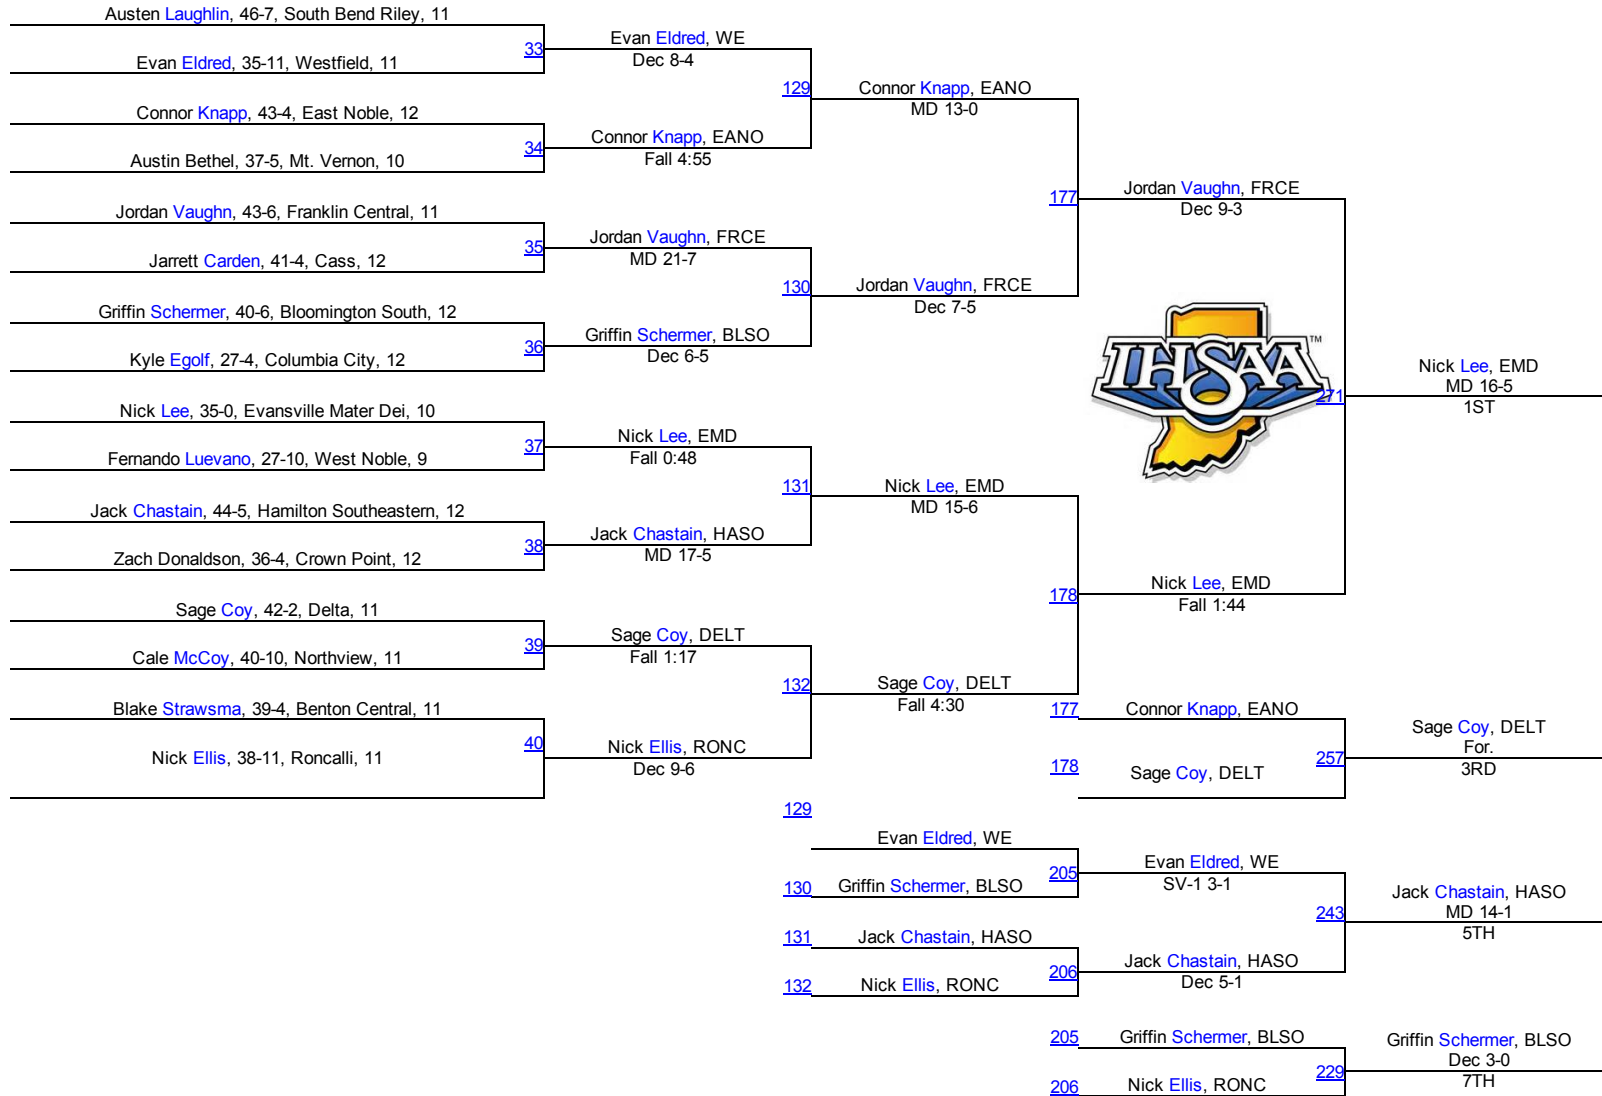 Austen Laughlin, 46-7, South Bend Riley, 11
33
Evan Eldred, 35-11, Westfield, 11
Evan Eldred, WE
Dec 8-4
129
Connor Knapp, 43-4, East Noble, 12
34
Austin Bethel, 37-5, Mt. Vernon, 10
Connor Knapp, EANO
Fall 4:55
Connor Knapp, EANO
MD 13-0
177
Jordan Vaughn, 43-6, Franklin Central, 11
35
Jarrett Carden, 41-4, Cass, 12
Jordan Vaughn, FRCE
MD 21-7
130
Griffin Schermer, 40-6, Bloomington South, 12
36
Kyle Egolf, 27-4, Columbia City, 12
Griffin Schermer, BLSO
Dec 6-5
Jordan Vaughn, FRCE
Dec 7-5
Jordan Vaughn, FRCE
Dec 9-3
IHSAA
TM
271
Nick Lee, EMD
MD 16-5
1ST
Nick Lee, 35-0, Evansville Mater Dei, 10
37
Fernando Luevano, 27-10, West Noble, 9
Nick Lee, EMD
Fall 0:48
131
Jack Chastain, 44-5, Hamilton Southeastern, 12
38
Zach Donaldson, 36-4, Crown Point, 12
Jack Chastain, HASO
MD 17-5
Nick Lee, EMD
MD 15-6
178
Nick Lee, EMD
Fall 1:44
Sage Coy, 42-2, Delta, 11
39
Cale McCoy, 40-10, Northview, 11
Sage Coy, DELT
Fall 1:17
132
Blake Strawsma, 39-4, Benton Central, 11
40
Nick Ellis, 38-11, Roncalli, 11
Nick Ellis, RONC
Dec 9-6
Sage Coy, DELT
Fall 4:30
177
Connor Knapp, EANO
178
Sage Coy, DELT
257
Sage Coy, DELT
For.
3RD
129
Evan Eldred, WE
130
Griffin Schermer, BLSO
205
Evan Eldred, WE
SV-1 3-1
243
Jack Chastain, HASO
MD 14-1
5TH
131
Jack Chastain, HASO
132
Nick Ellis, RONC
206
Jack Chastain, HASO
Dec 5-1
205
Griffin Schermer, BLSO
206
Nick Ellis, RONC
229
Griffin Schermer, BLSO
Dec 3-0
7TH